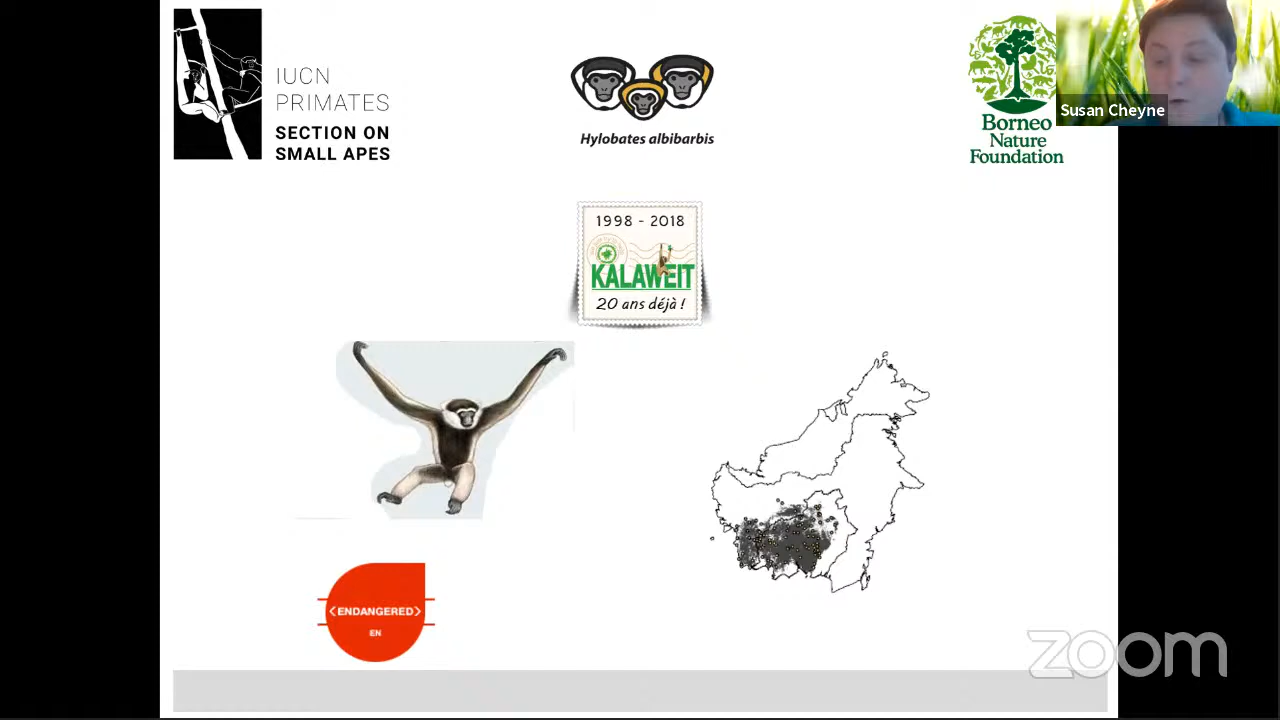 IUCN
PRIMATES
SECTION ON
SMALL APES
Hylobates albibarbis
Borneo
Nature
Foundation
Susan Cheyne
1998 - 2018
KALAWEIT
20 ans déjà !
<ENDANGERED>
EN
zoom